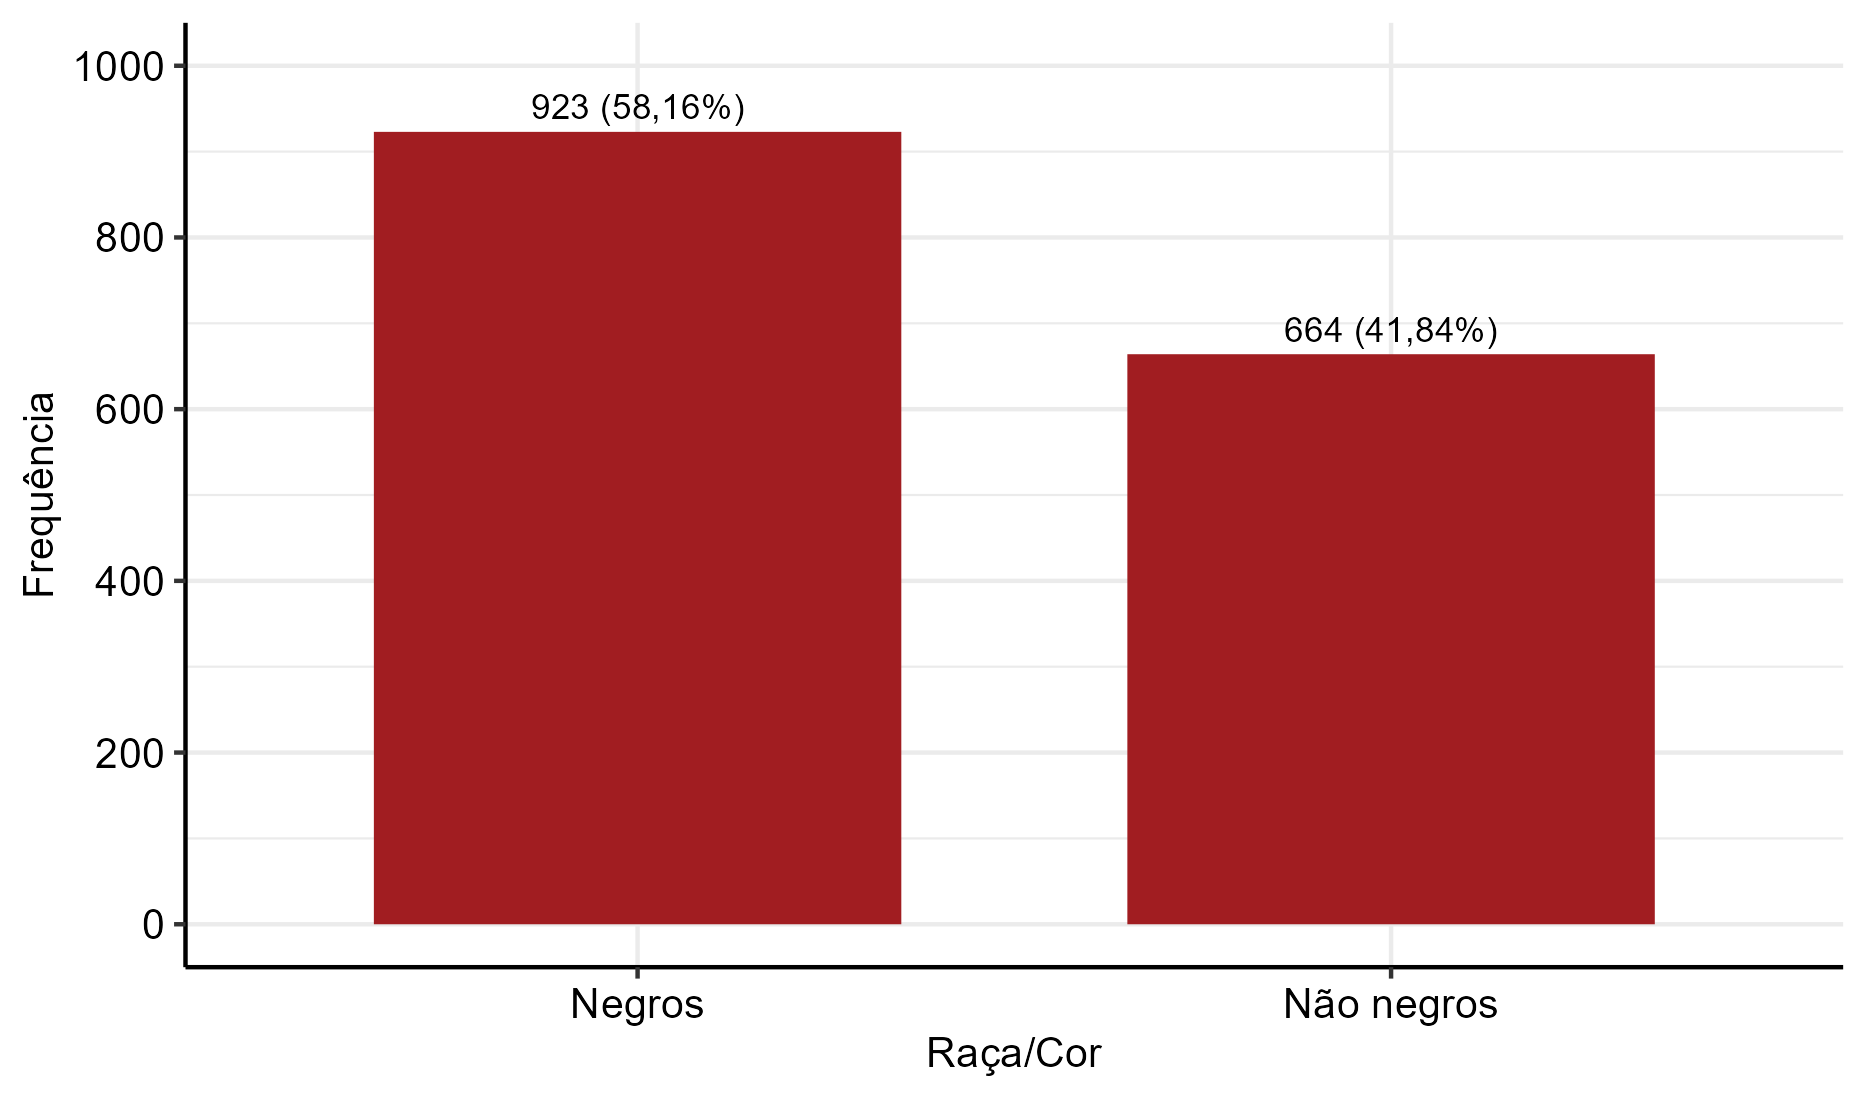 1000
923 (58,16%)
800
664 (41,84%)
600
400
200
0
Frequência
Negros
Não negros
Raça/Cor